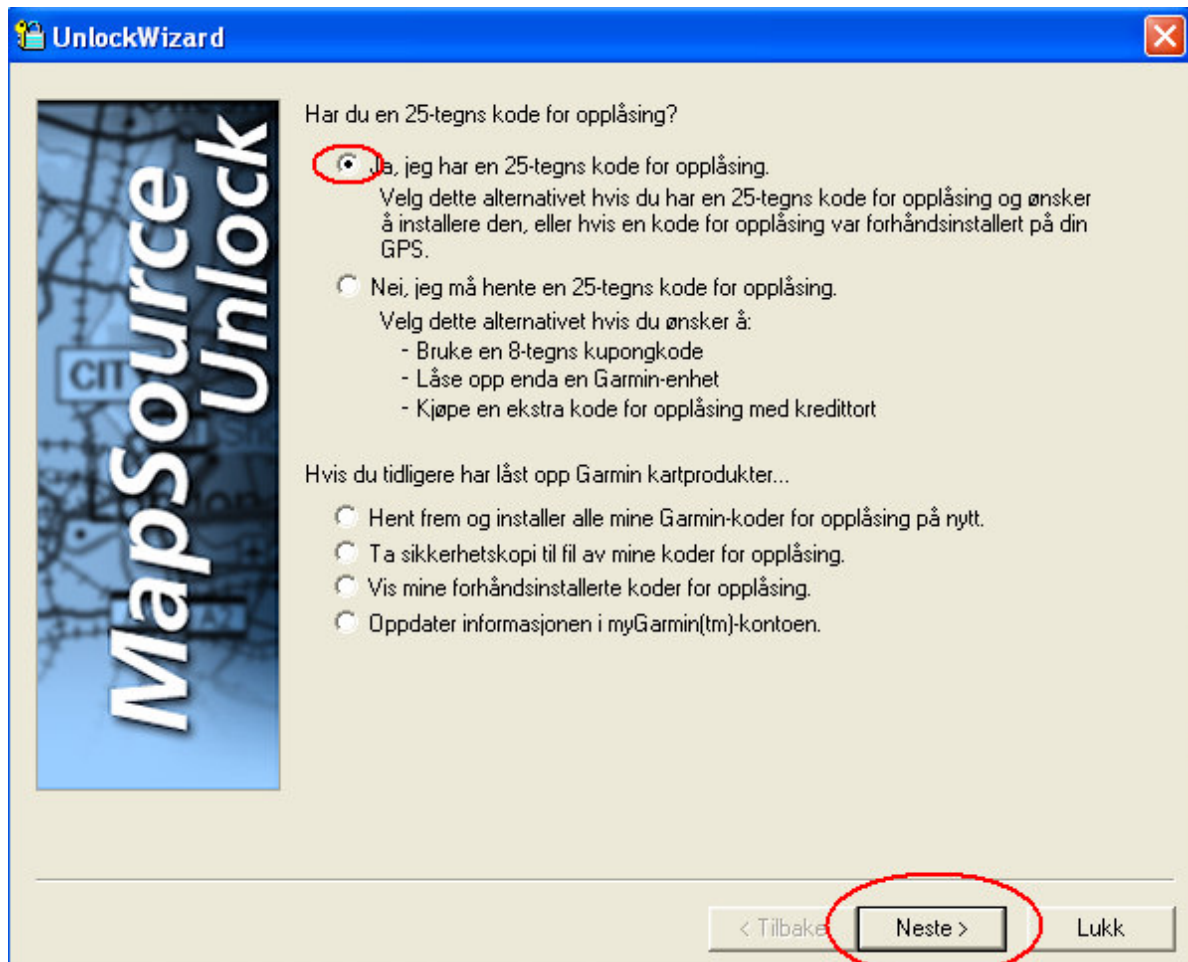 UnlockWizard
MapSource
Unlock
CIT
Har du en 25-tegns kode for opplåsing?
Ja, jeg har en 25-tegns kode for opplåsing.
Velg dette alternativet hvis du har en 25-tegns kode for opplåsing og ønsker
å installere den, eller hvis en kode for opplåsing var forhåndsinstallert på din
GPS.
Nei, jeg må hente en 25-tegns kode for opplåsing.
Velg dette alternativet hvis du ønsker å:
- Bruke en 8-tegns kupongkode
- Låse opp enda en Garmin-enhet
- Kjøpe en ekstra kode for opplåsing med kredittort
Hvis du tidligere har låst opp Garmin kartprodukter...
Hent frem og installer alle mine Garmin-koder for opplåsing på nytt.
Ta sikkerhetskopi til fil av mine koder for opplåsing.
Vis mine forhåndsinstallerte koder for opplåsing.
Oppdater informasjonen i myGarmin(tm)-kontoen.
< Tilbake
Neste >
Lukk